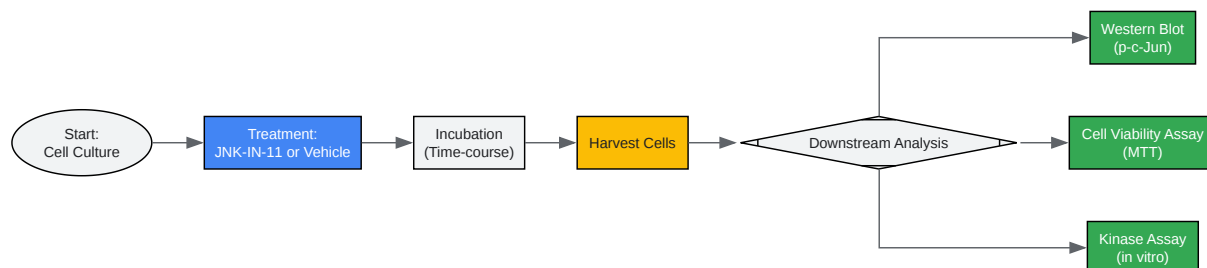 Start:
Cell Culture
Treatment:
JNK-IN-11 or Vehicle
Incubation
(Time-course)
Harvest Cells
Downstream Analysis
Western Blot
(p-c-Jun)
Cell Viability Assay
(MTT)
Kinase Assay
(in vitro)